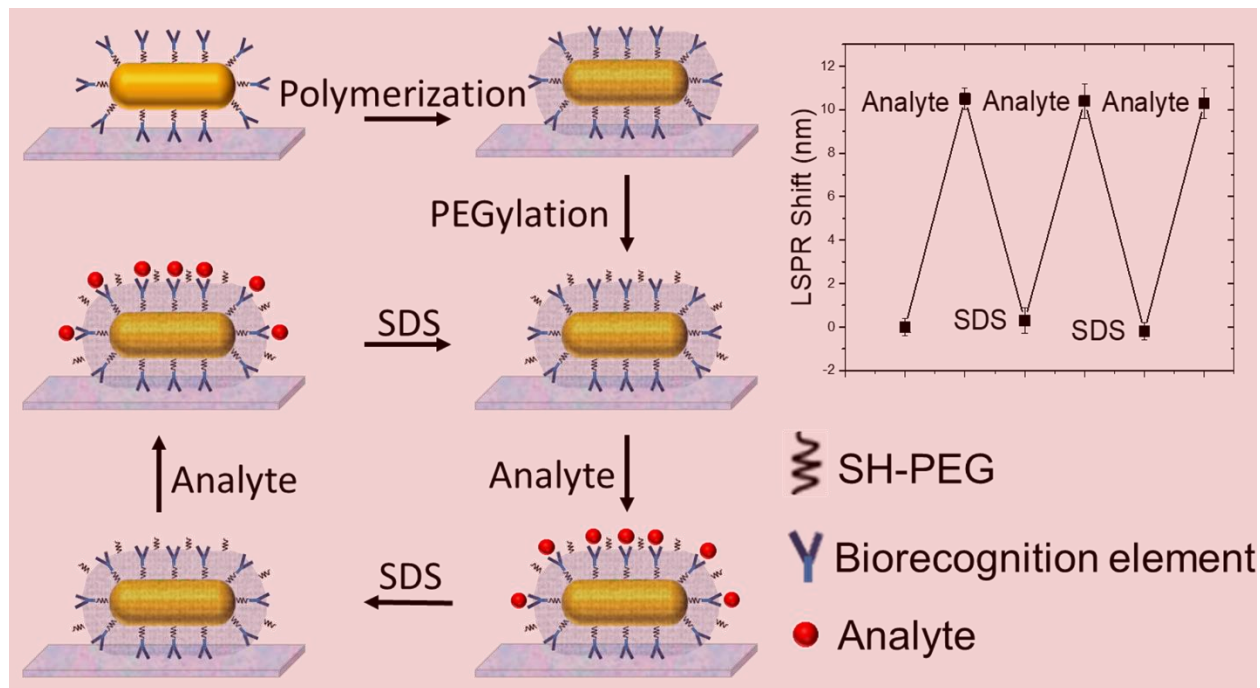 Polymerization
PEGylation
SDS
Analyte
Analyte
SDS
LSPR Shift (nm)
12
10
8
6
4
2
0
-2
Analyte
Analyte
Analyte
SDS
SDS
SH-PEG
Biorecognition element
Analyte